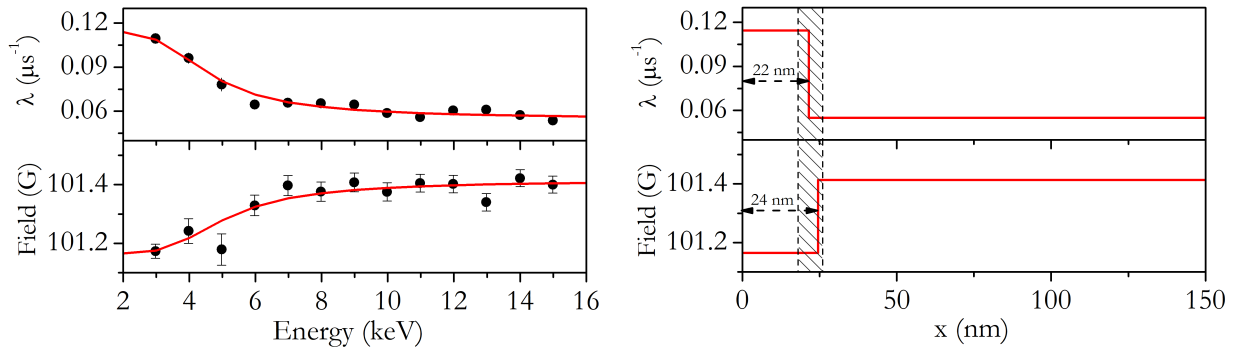 0.12
0.09
0.06
λ (μs⁻¹)
101.4
101.2
Field (G)
2 4 6 8 10 12 14 16
Energy (keV)
0.12
0.09
0.06
λ (μs⁻¹)
22 nm
101.4
101.2
Field (G)
24 nm
0 50 100 150
x (nm)